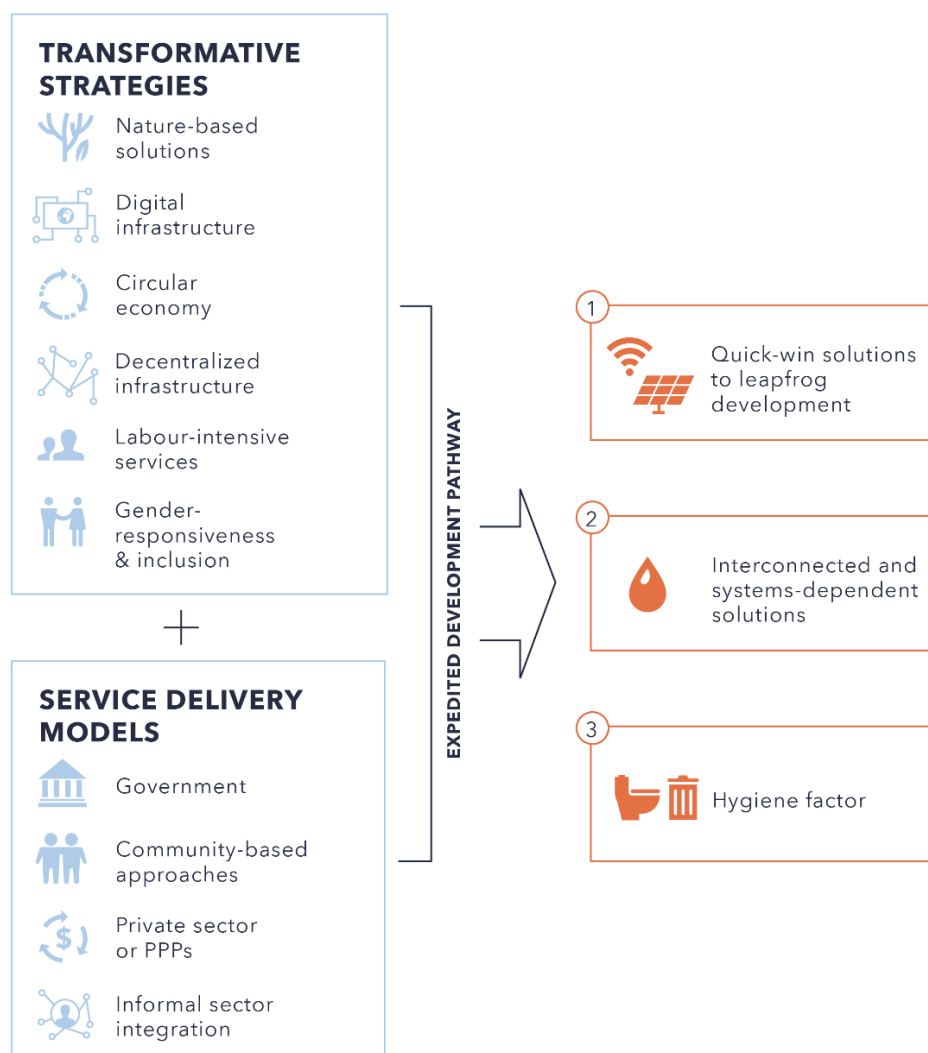 TRANSFORMATIVE
STRATEGIES
Nature-based
solutions
Digital
infrastructure
Circular
economy
Decentralized
infrastructure
Labour-intensive
services
Gender-
responsiveness
& inclusion
+
SERVICE DELIVERY
MODELS
Government
Community-based
approaches
$
Private sector
or PPPs
Informal sector
integration
EXPEDITED DEVELOPMENT PATHWAY
1
Quick-win solutions
to leapfrog
development
2
Interconnected and
systems-dependent
solutions
3
Hygiene factor